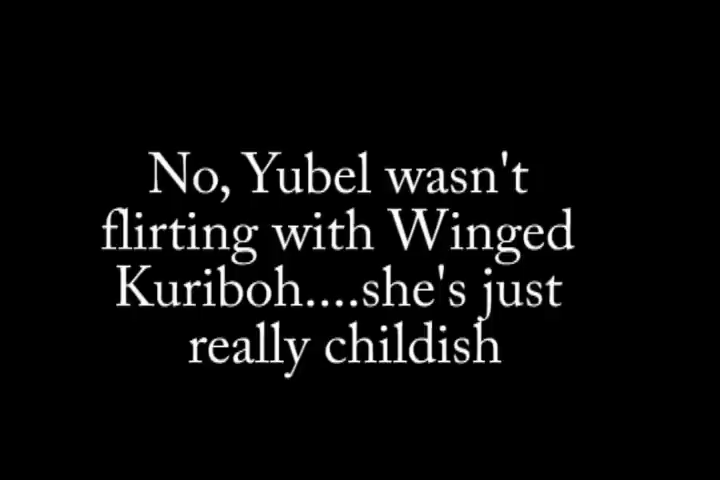 No, Yubel wasn't
flirting with Winged
Kuriboh....she's just
really childish